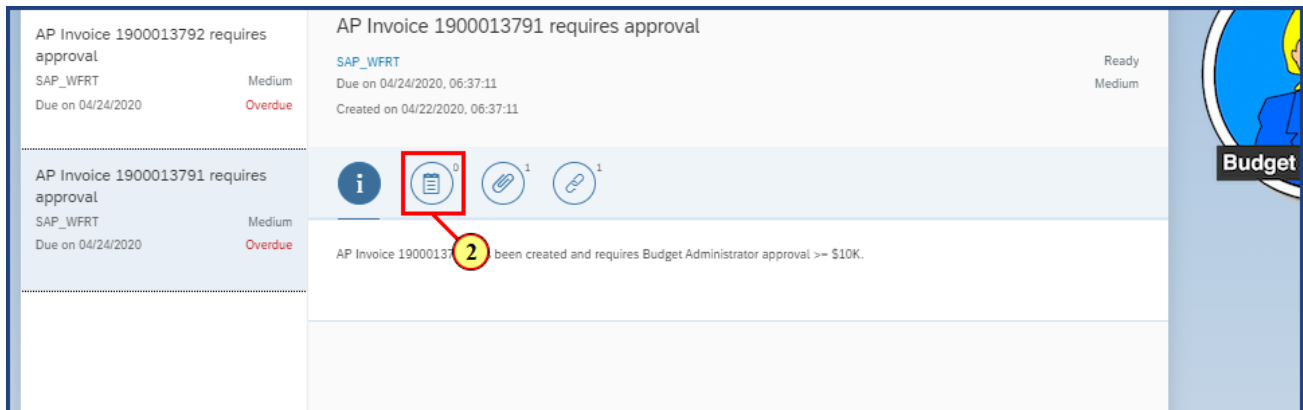 AP Invoice 1900013792 requires
approval
SAP_WFRT Medium
Due on 04/24/2020 Overdue
AP Invoice 1900013791 requires
approval
SAP_WFRT Medium
Due on 04/24/2020 Overdue
AP Invoice 1900013791 requires approval
SAP_WFRT Ready
Due on 04/24/2020, 06:37:11 Medium
Created on 04/22/2020, 06:37:11
i 0 1 1
2
AP Invoice 19000137 been created and requires Budget Administrator approval >= $10K.
Budget